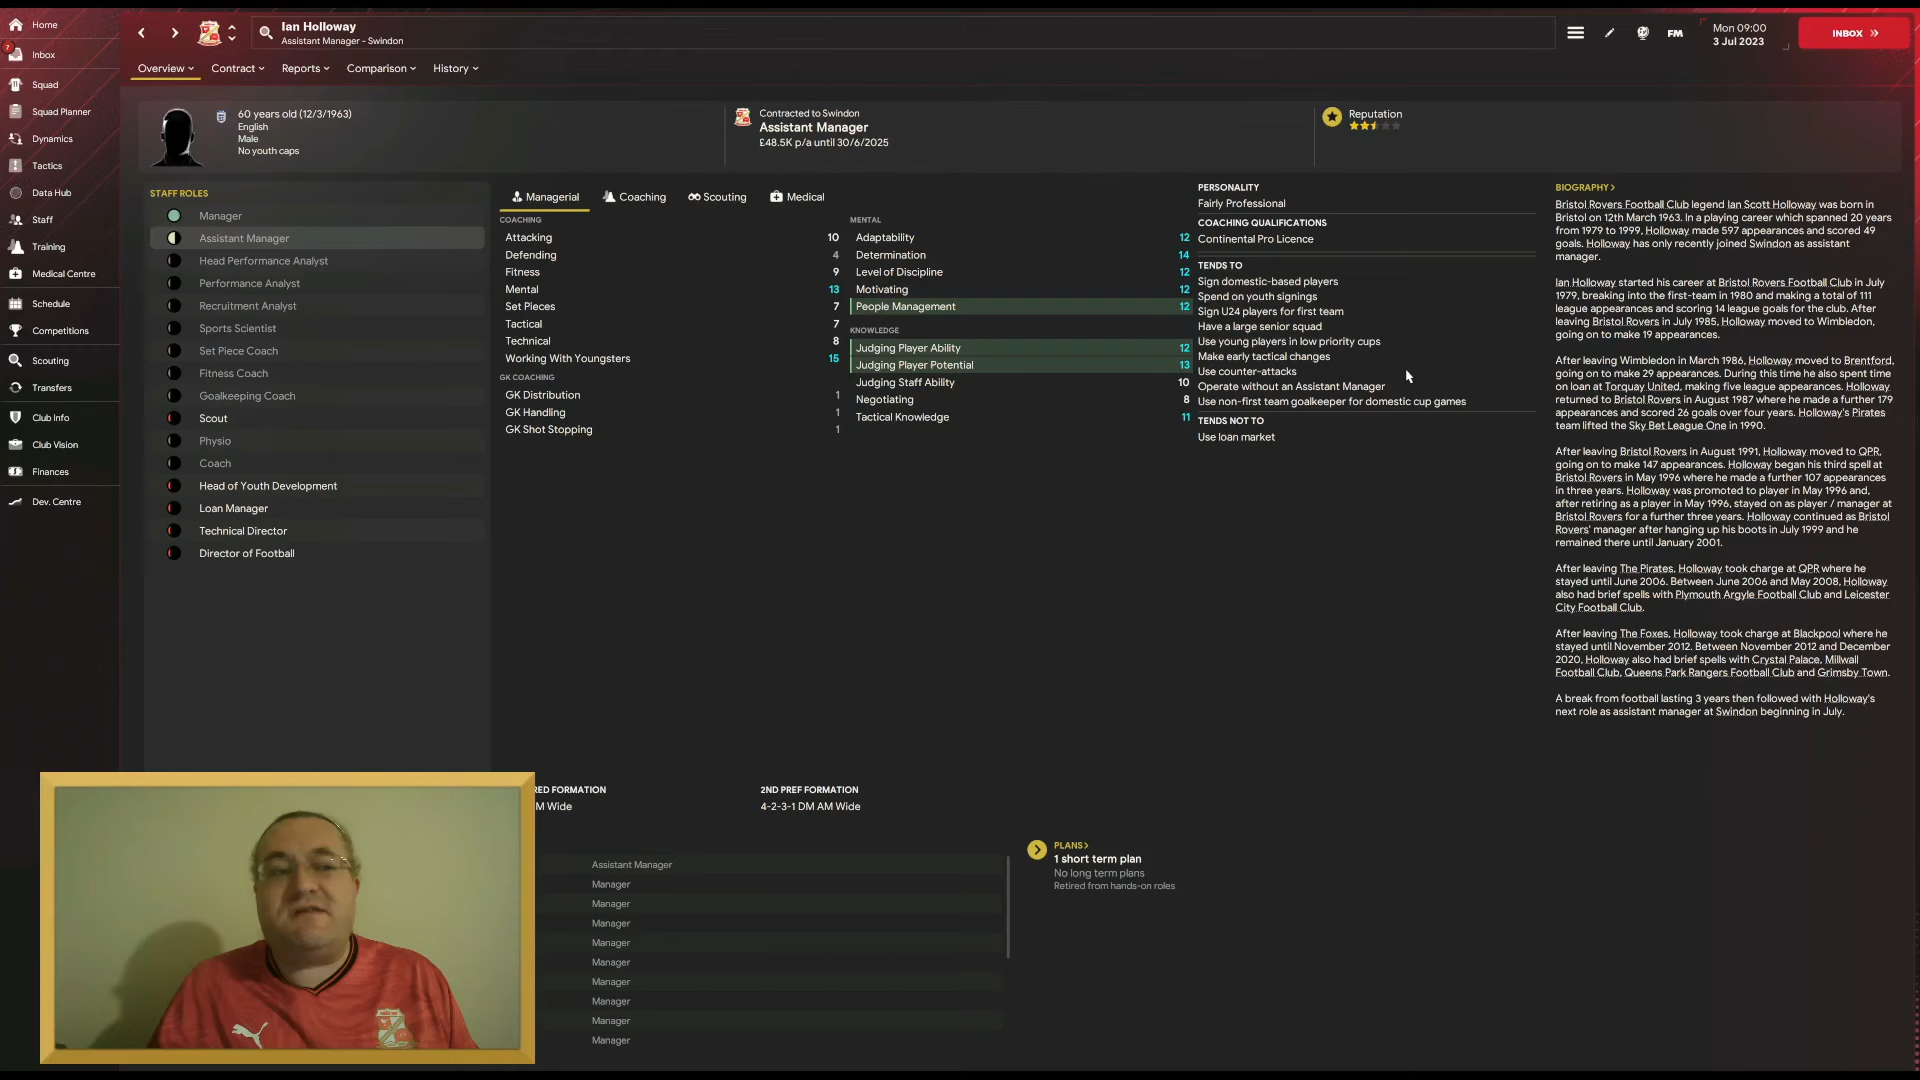 Home
7
Inbox
Squad
Squad Planner
Dynamics
Tactics
Data Hub
Staff
Training
Medical Centre
Schedule
Competitions
Scouting
Transfers
Club Info
Club Vision
Finances
Dev. Centre
Ian Holloway
Assistant Manager - Swindon
FM
Mon 09:00
3 Jul 2023
INBOX
Overview
Contract
Reports
Comparison
History
60 years old (12/3/1963)
English
Male
No youth caps
Contracted to Swindon
Assistant Manager
£48.5K p/a until 30/6/2025
Reputation
STAFF ROLES
Manager
Assistant Manager
Head Performance Analyst
Performance Analyst
Recruitment Analyst
Sports Scientist
Set Piece Coach
Fitness Coach
Goalkeeping Coach
Scout
Physio
Coach
Head of Youth Development
Loan Manager
Technical Director
Director of Football
Managerial
Coaching
Scouting
Medical
COACHING
Attacking 10
Defending 4
Fitness 9
Mental 13
Set Pieces 7
Tactical 7
Technical 8
Working With Youngsters 15
GK COACHING
GK Distribution 1
GK Handling 1
GK Shot Stopping 1
MENTAL
Adaptability 12
Determination 14
Level of Discipline 12
Motivating 12
People Management 12
KNOWLEDGE
Judging Player Ability 12
Judging Player Potential 13
Judging Staff Ability 10
Negotiating 8
Tactical Knowledge 11
PERSONALITY
Fairly Professional
COACHING QUALIFICATIONS
Continental Pro Licence
TENDS TO
Sign domestic-based players
Spend on youth signings
Sign U24 players for first team
Have a large senior squad
Use young players in low priority cups
Make early tactical changes
Use counter-attacks
Operate without an Assistant Manager
Use non-first team goalkeeper for domestic cup games
TENDS NOT TO
Use loan market
BIOGRAPHY
Bristol Rovers Football Club legend Ian Scott Holloway was born in
Bristol on 12th March 1963. In a playing career which spanned 20 years
from 1979 to 1999, Holloway made 597 appearances and scored 49
goals. Holloway has only recently joined Swindon as assistant
manager.
Ian Holloway started his career at Bristol Rovers Football Club in July
1979, breaking into the first-team in 1980 and making a total of 111
league appearances and scoring 14 league goals for the club. After
leaving Bristol Rovers in July 1985, Holloway moved to Wimbledon,
going on to make 19 appearances.
After leaving Wimbledon in March 1986, Holloway moved to Brentford,
going on to make 29 appearances. During this time he also spent time
on loan at Torquay United, making five league appearances. Holloway
returned to Bristol Rovers in August 1987 where he made a further 179
appearances and scored 26 goals over four years. Holloway's Pirates
team lifted the Sky Bet League One in 1990.
After leaving Bristol Rovers in August 1991, Holloway moved to QPR,
going on to make 147 appearances. Holloway began his third spell at
Bristol Rovers in May 1996 where he made a further 107 appearances
in three years. Holloway was promoted to player in May 1996 and,
after retiring as a player in May 1996, stayed on as player / manager at
Bristol Rovers for a further three years. Holloway continued as Bristol
Rovers' manager after hanging up his boots in July 1999 and he
remained there until January 2001.
After leaving The Pirates, Holloway took charge at QPR where he
stayed until June 2006. Between June 2006 and May 2008, Holloway
also had brief spells with Plymouth Argyle Football Club and Leicester
City Football Club.
After leaving The Foxes, Holloway took charge at Blackpool where he
stayed until November 2012. Between November 2012 and December
2020, Holloway also had brief spells with Crystal Palace, Millwall
Football Club, Queens Park Rangers Football Club and Grimsby Town.
A break from football lasting 3 years then followed with Holloway's
next role as assistant manager at Swindon beginning in July.
RED FORMATION
M Wide
2ND PREF FORMATION
4-2-3-1 DM AM Wide
Assistant Manager
Manager
Manager
Manager
Manager
Manager
Manager
Manager
Manager
Manager
PLANS
1 short term plan
No long term plans
Retired from hands-on roles